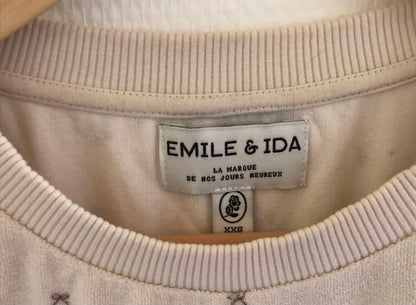 EMILE & IDA
LA MARQUE
DE NOS JOURS HEUREUX
XXS